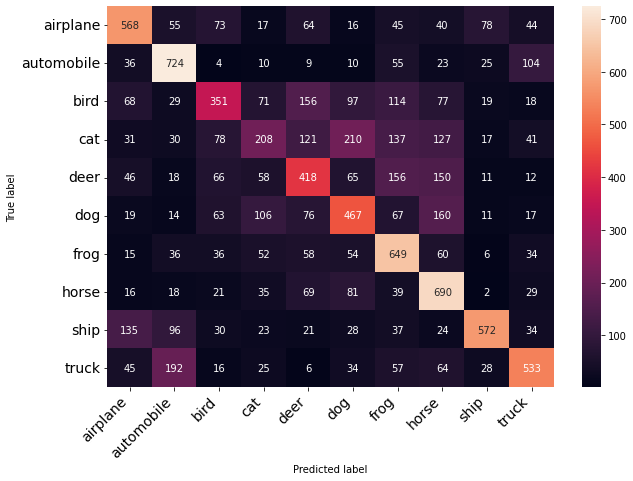 airplane 568 55 73 17 64 16 45 40 78 44
automobile 36 724 4 10 9 10 55 23 25 104
bird 68 29 351 71 156 97 114 77 19 18
cat 31 30 78 208 121 210 137 127 17 41
deer 46 18 66 58 418 65 156 150 11 12
dog 19 14 63 106 76 467 67 160 11 17
frog 15 36 36 52 58 54 649 60 6 34
horse 16 18 21 35 69 81 39 690 2 29
ship 135 96 30 23 21 28 37 24 572 34
truck 45 192 16 25 6 34 57 64 28 533
airplane automobile bird cat deer dog frog horse ship truck
Predicted label
True label
700
600
500
400
300
200
100